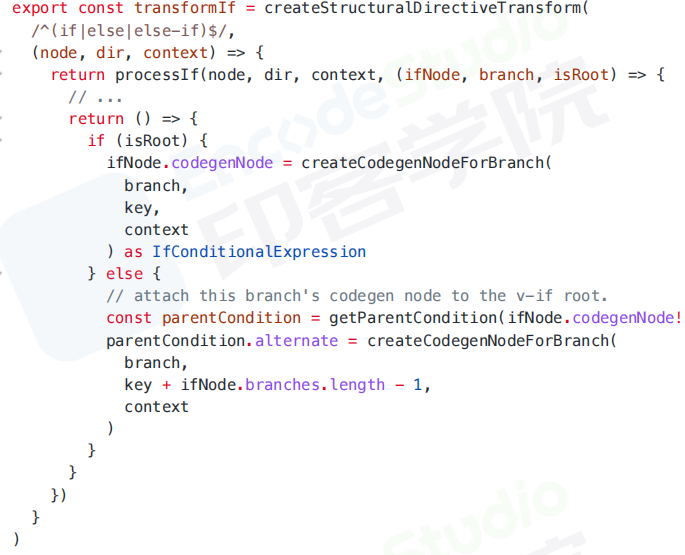 export const transformIf = createStructuralDirectiveTransform(
  /^(if|else|else-if)$/,
  (node, dir, context) => {
    return processIf(node, dir, context, (ifNode, branch, isRoot) => {
      // ...
      return () => {
        if (isRoot) {
          ifNode.codegenNode = createCodegenNodeForBranch(
            branch,
            key,
            context
          ) as IfConditionalExpression
        } else {
          // attach this branch's codegen node to the v-if root.
          const parentCondition = getParentCondition(ifNode.codegenNode!
          parentCondition.alternate = createCodegenNodeForBranch(
            branch,
            key + ifNode.branches.length - 1,
            context
          )
        }
      }
    })
  }
)
EncodeStudio
印客学院
Studio